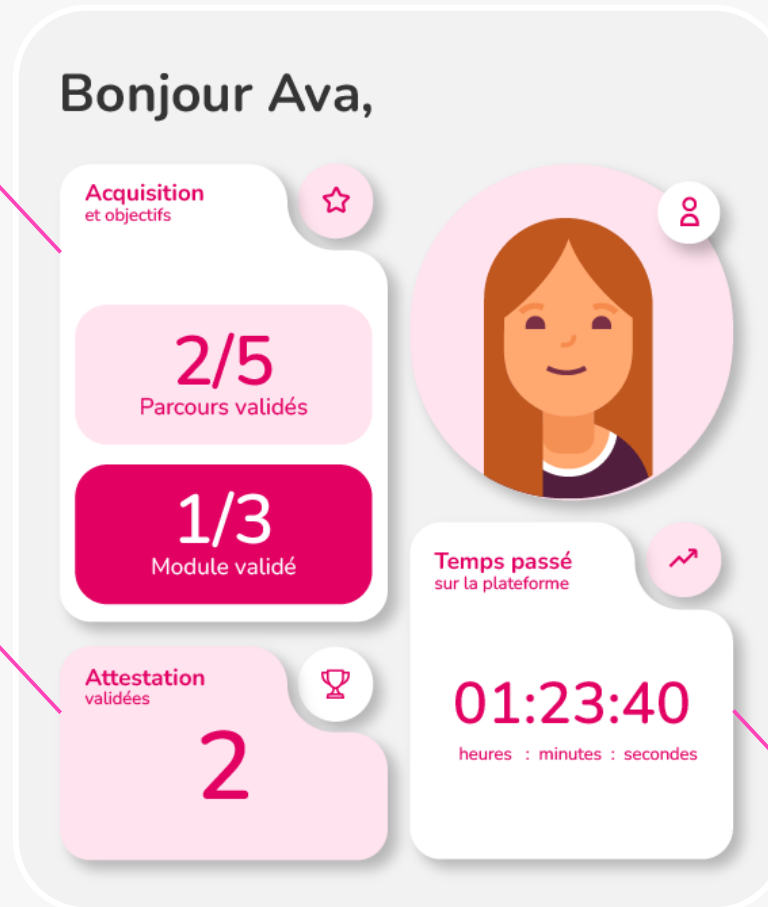 Bonjour Ava,
Acquisition
et objectifs
2/5
Parcours validés
1/3
Module validé
Attestation
validées
2
Temps passé
sur la plateforme
01:23:40
heures : minutes : secondes